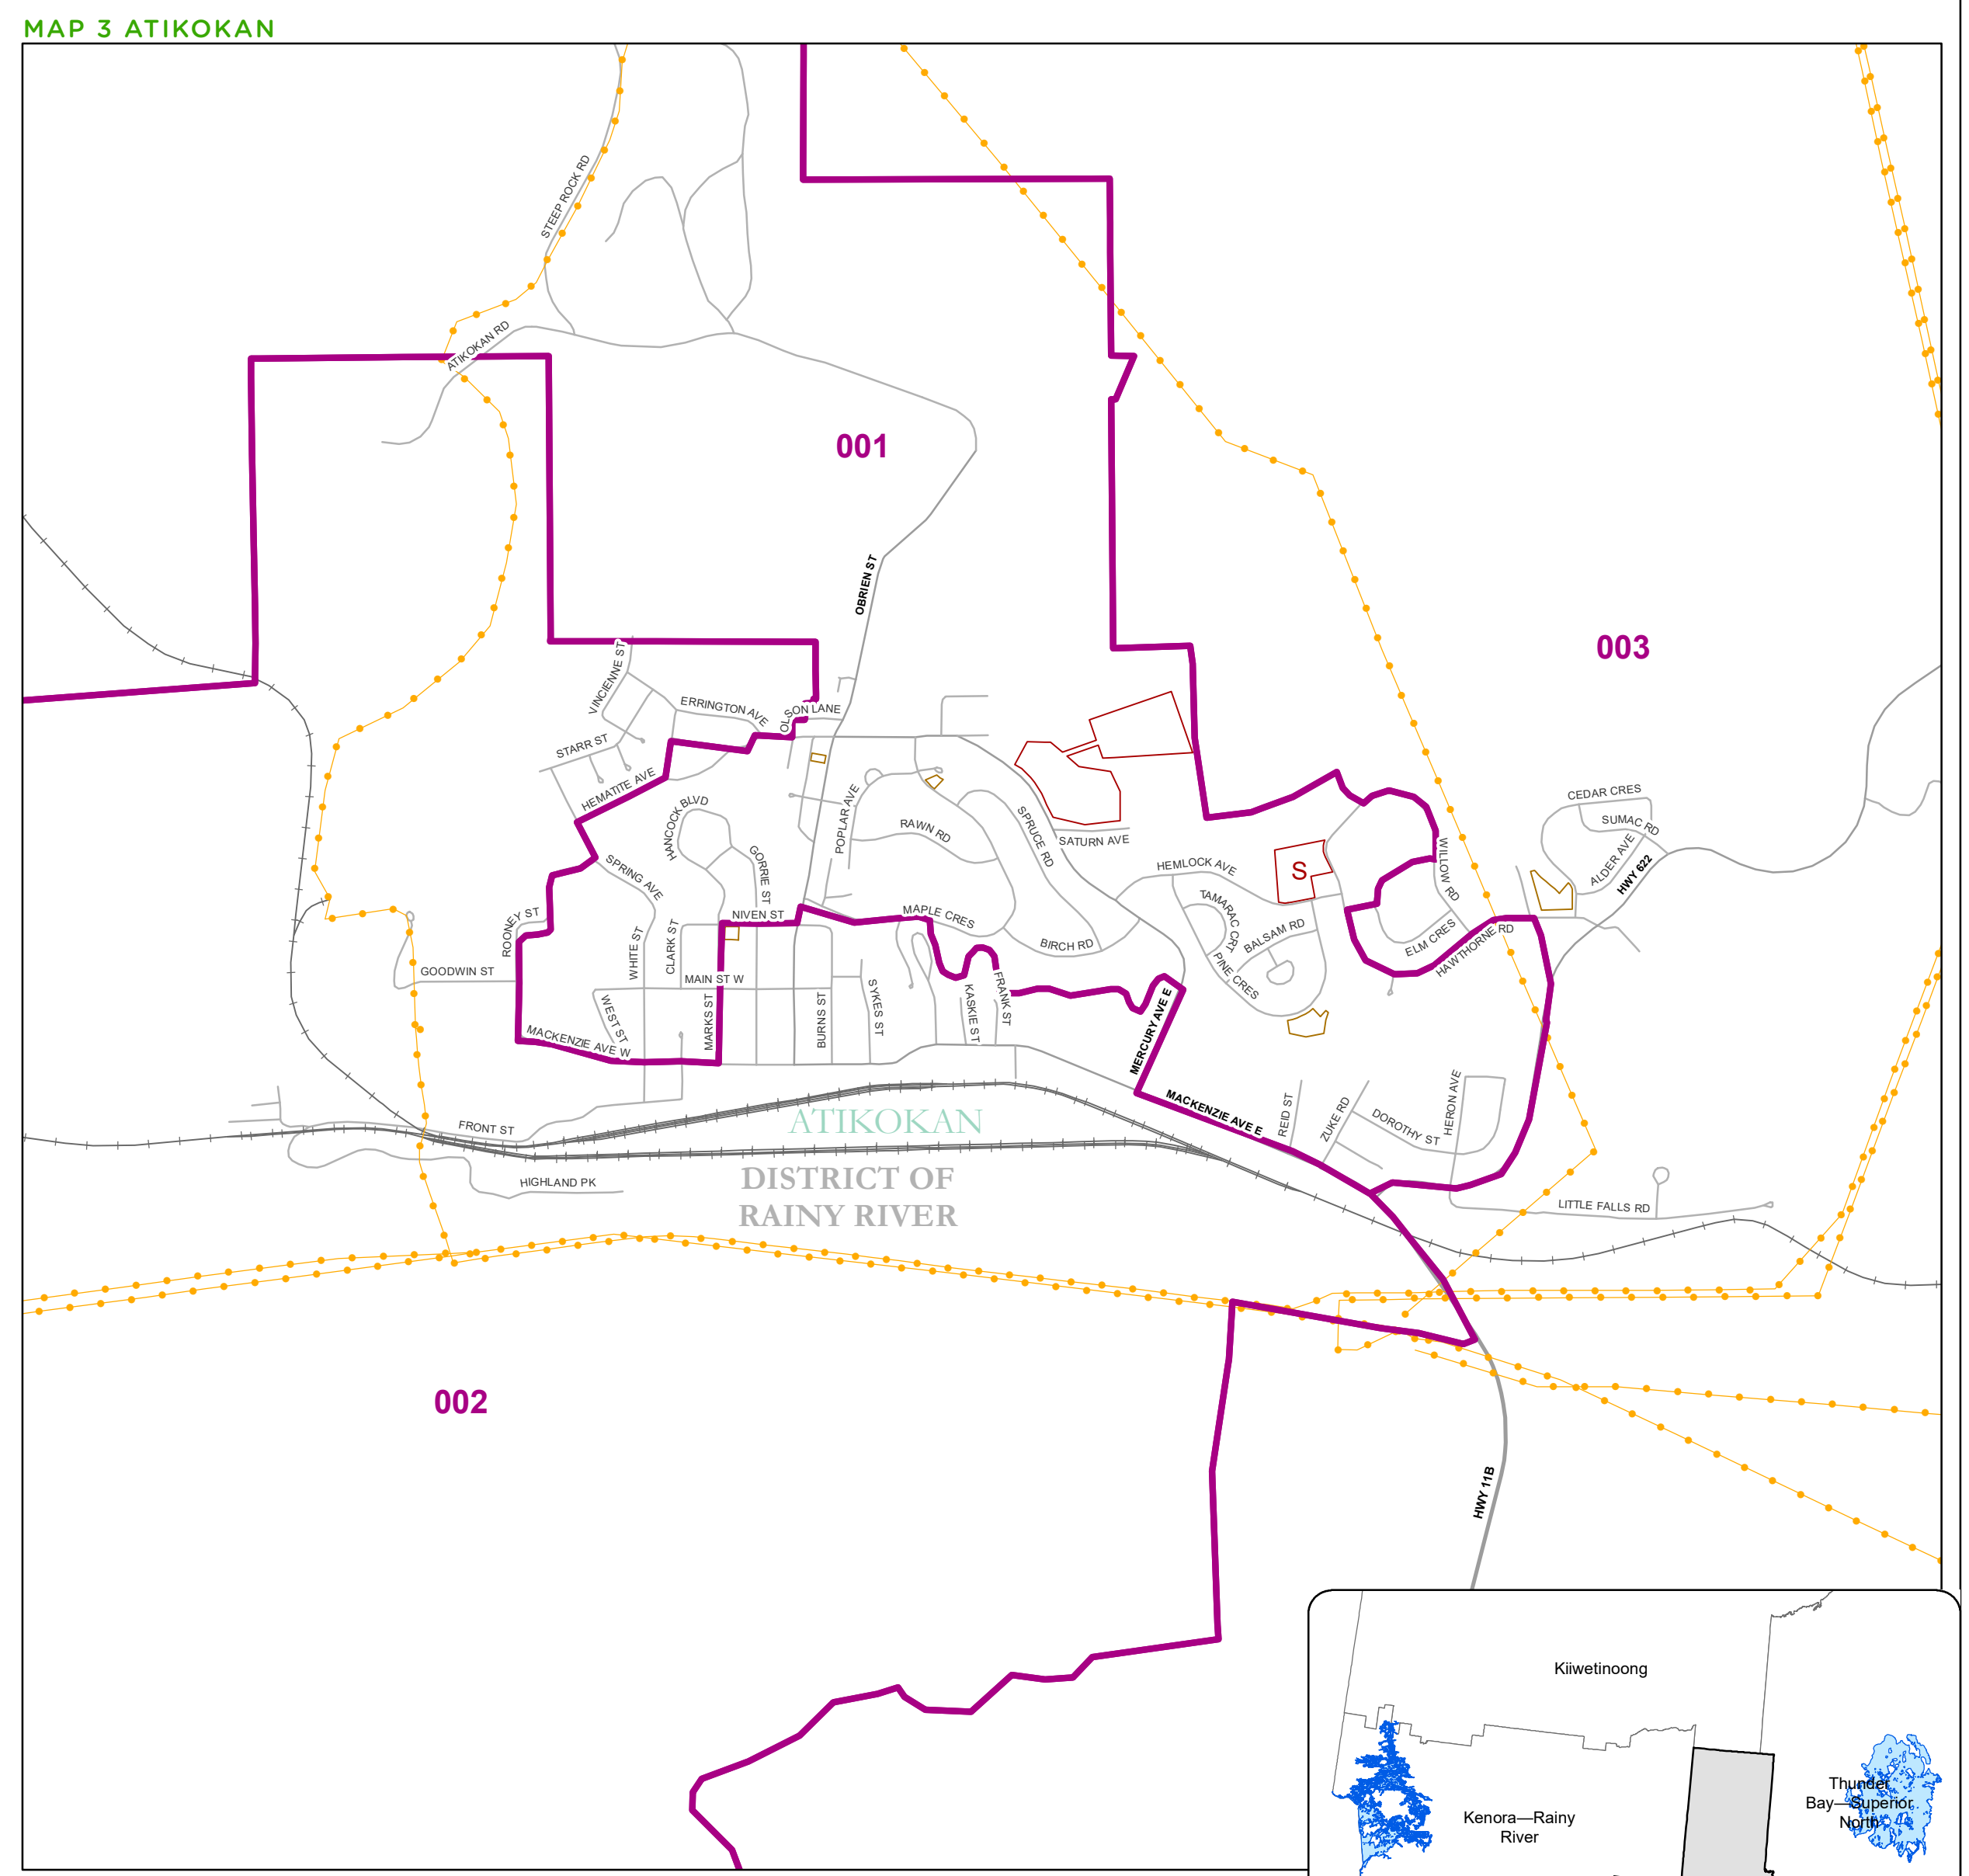 MAP 3 ATIKOKAN
STEEP ROCK RD
ATIKOKAN RD
001
OBRIEN ST
003
VINCIENNE ST
ERRINGTON AVE
OLSON LANE
STARR ST
HEMATITE AVE
HANCOCK BLVD
GORRIE ST
POPLAR AVE
RAWN RD
SPRUCE RD
SATURN AVE
HEMLOCK AVE
S
WILLOW RD
CEDAR CRES
SUMAC RD
ALDER AVE
HWY 622
SPRING AVE
ROONEY ST
WHITE ST
CLARK ST
NIVEN ST
MAPLE CRES
BIRCH RD
TAMARAC CRT
BALSAM RD
PINE CRES
ELM CRES
HAWTHORNE RD
GOODWIN ST
MAIN ST W
WEST ST
MARKS ST
BURNS ST
SYKES ST
KASKIE ST
FRANK ST
MERCURY AVE E
MACKENZIE AVE W
MACKENZIE AVE E
REID ST
ZUKE RD
DOROTHY ST
HERON AVE
FRONT ST
ATIKOKAN
DISTRICT OF
RAINY RIVER
HIGHLAND PK
LITTLE FALLS RD
002
HWY 11B
Kiiwetinoong
Kenora—Rainy
River
Thunder
Bay—Superior
North